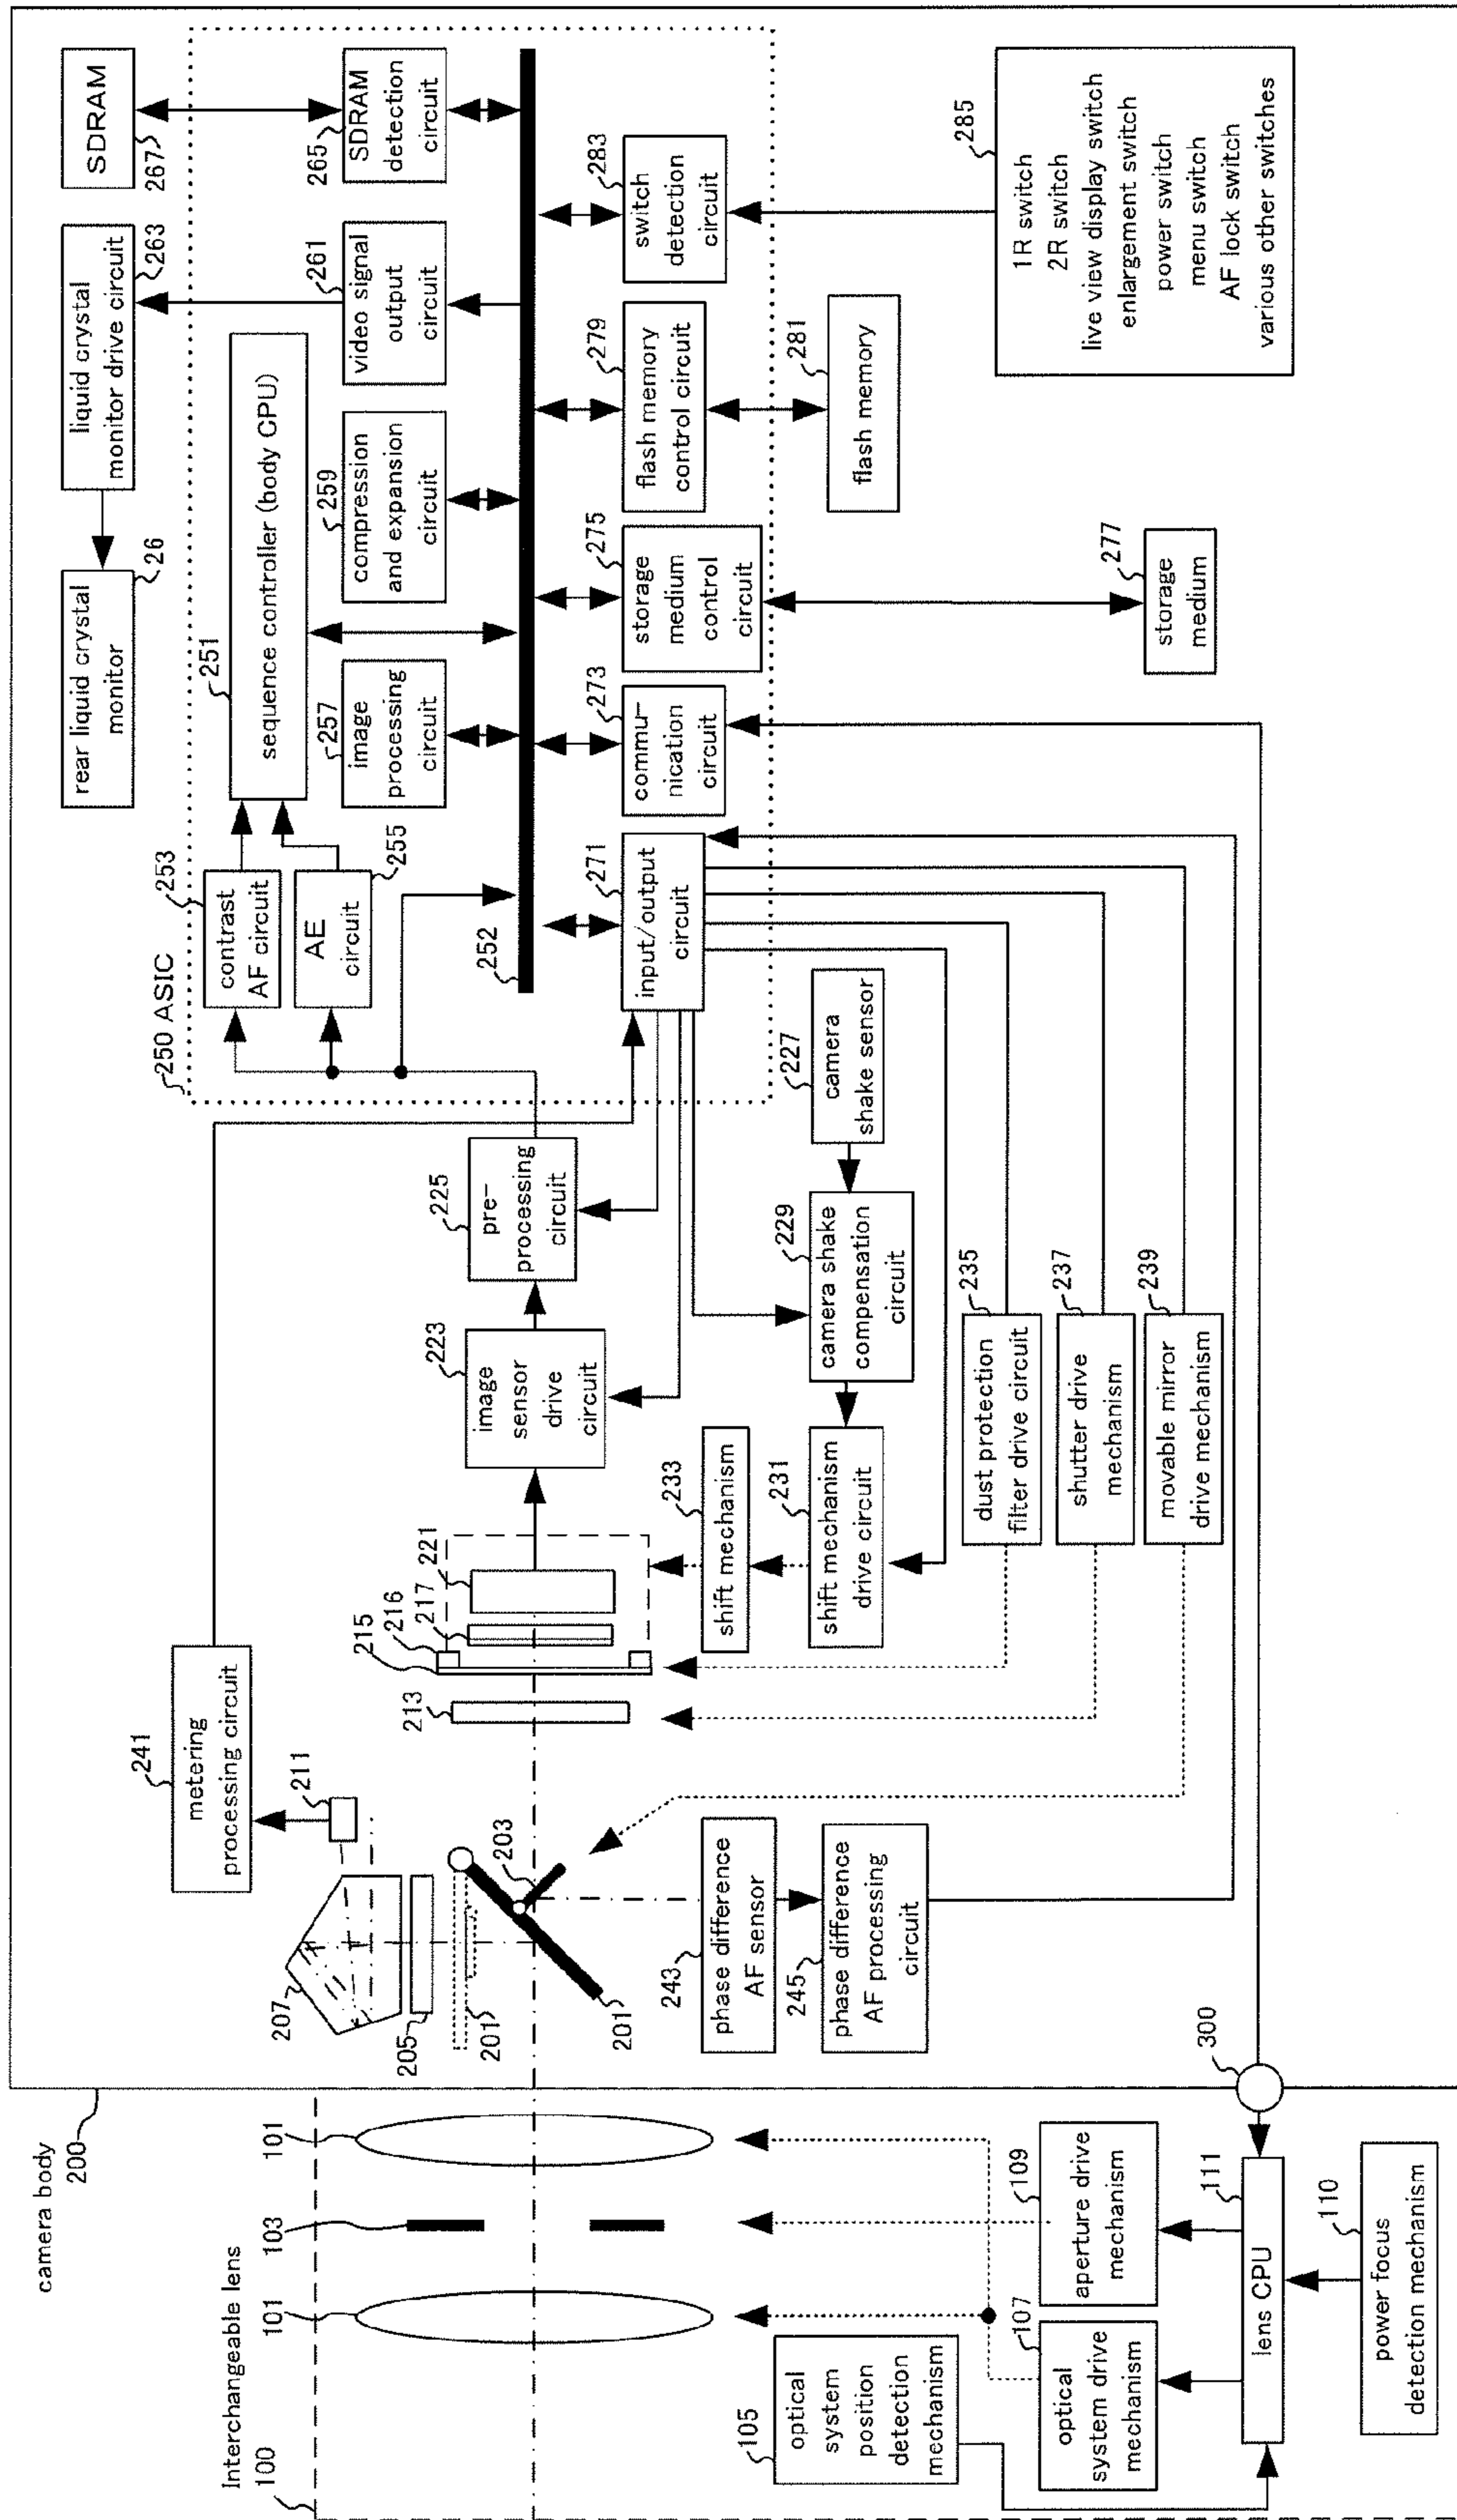 camera body
200
Interchangeable lens
100
101
103
101
105
optical
system
position
detection
mechanism
107
optical
system drive
mechanism
109
aperture drive
mechanism
111
lens CPU
110
power focus
detection mechanism
300
207
205
201
201
203
211
241
metering
processing circuit
243
phase difference
AF sensor
245
phase difference
AF processing
circuit
213
215
216
217
221
223
image
sensor
drive
circuit
225
pre-
processing
circuit
233
shift mechanism
231
shift mechanism
drive circuit
229
camera shake
compensation
circuit
227
camera
shake sensor
235
dust protection
filter drive circuit
237
shutter drive
mechanism
239
movable mirror
drive mechanism
250 ASIC
253
contrast
AF circuit
AE
circuit
255
251
sequence controller (body CPU)
252
257
image
processing
circuit
259
compression
and expansion
circuit
261
video signal
output
circuit
265
SDRAM
detection
circuit
rear liquid crystal
monitor
26
liquid crystal
monitor drive circuit
263
SDRAM
267
271
input/output
circuit
273
commu-
nication
circuit
275
storage
medium
control
circuit
277
storage
medium
279
flash memory
control circuit
281
flash memory
283
switch
detection
circuit
285
1R switch
2R switch
live view display switch
enlargement switch
power switch
menu switch
AF lock switch
various other switches